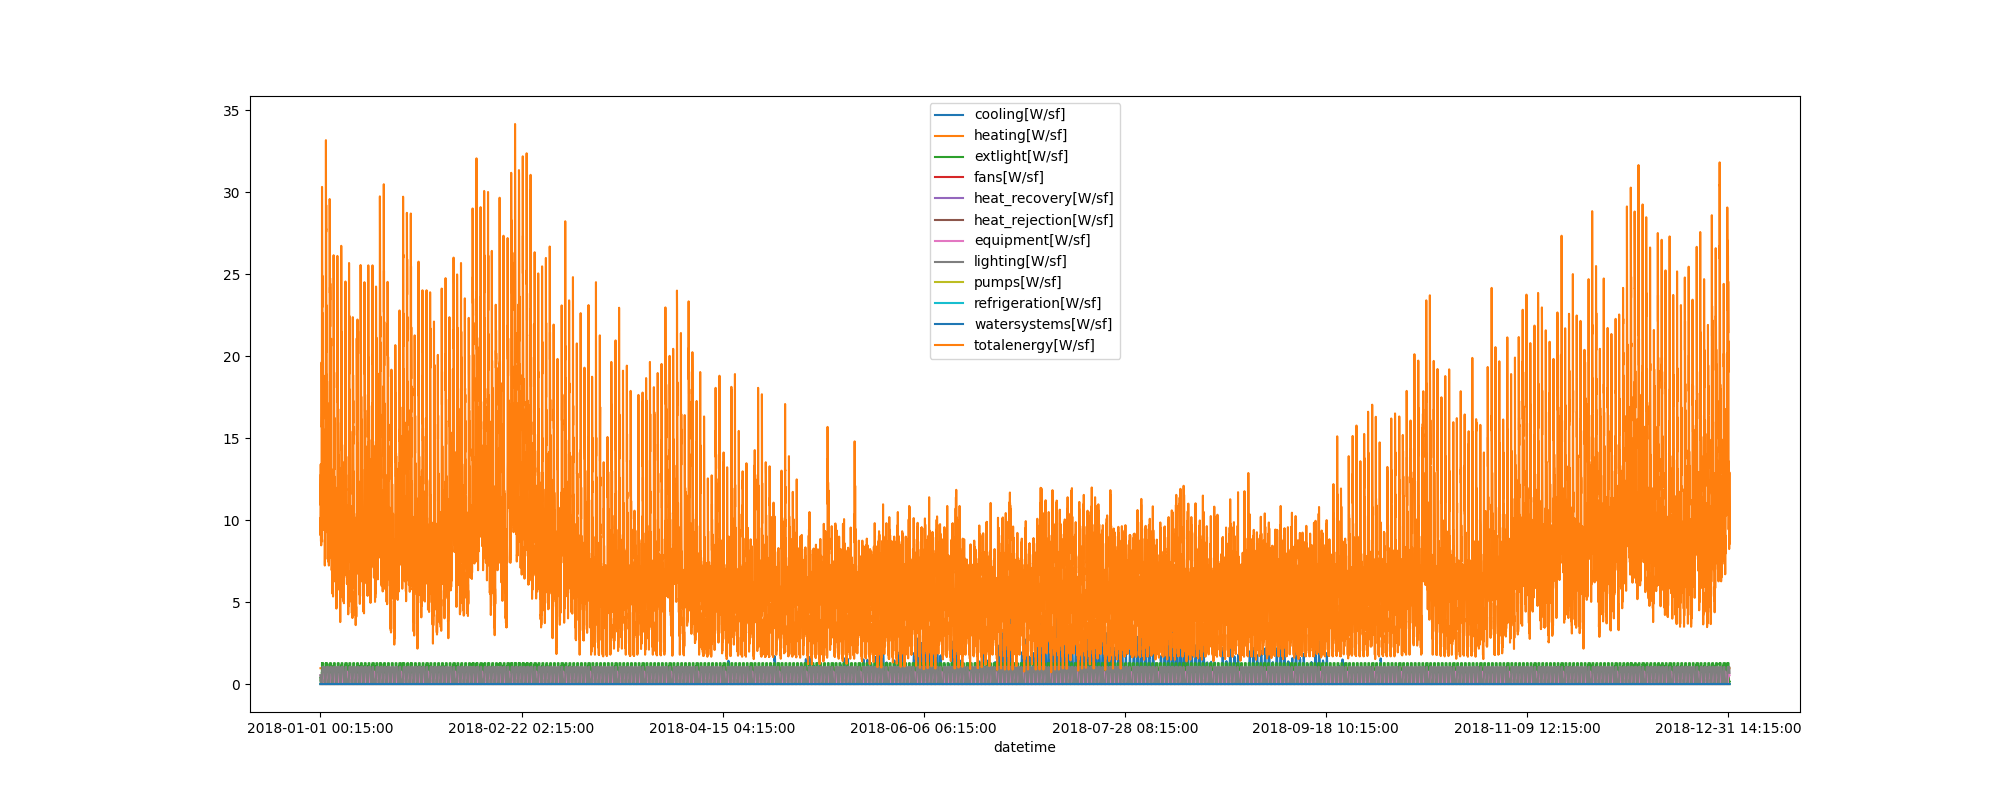 35
30
25
20
15
10
5
0
cooling[W/sf]
heating[W/sf]
extlight[W/sf]
fans[W/sf]
heat_recovery[W/sf]
heat_rejection[W/sf]
equipment[W/sf]
lighting[W/sf]
pumps[W/sf]
refrigeration[W/sf]
watersystems[W/sf]
totalenergy[W/sf]
2018-01-01 00:15:00 2018-02-22 02:15:00 2018-04-15 04:15:00 2018-06-06 06:15:00 2018-07-28 08:15:00 2018-09-18 10:15:00 2018-11-09 12:15:00 2018-12-31 14:15:00
datetime